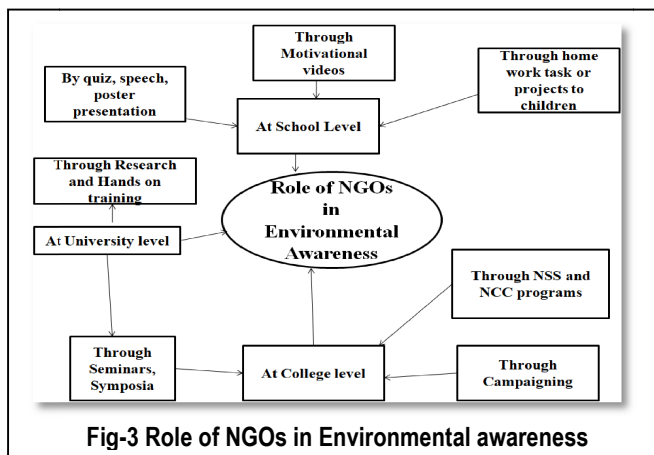 Through
Motivational
videos
By quiz, speech,
poster
presentation
Through home
work task or
projects to
children
At School Level
Through Research
and Hands on
training
Role of NGOs
in
Environmental
Awareness
At University level
Through NSS and
NCC programs
Through
Seminars,
Symposia
At College level
Through
Campaigning
Fig-3 Role of NGOs in Environmental awareness